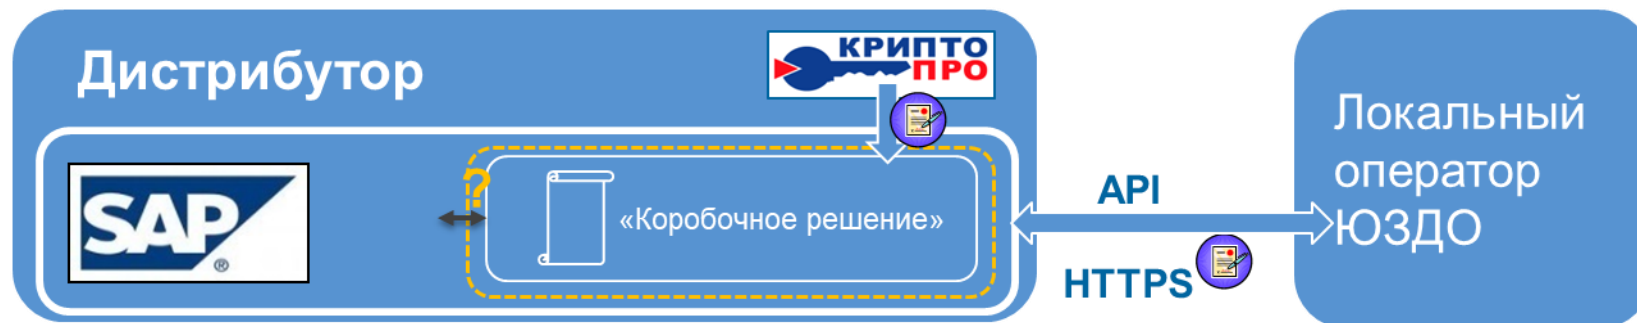 Дистрибутор
КРИПТО
ПРО
SAP
®
?
«Коробочное решение»
API
HTTPS
Локальный
оператор
ЮЗДО